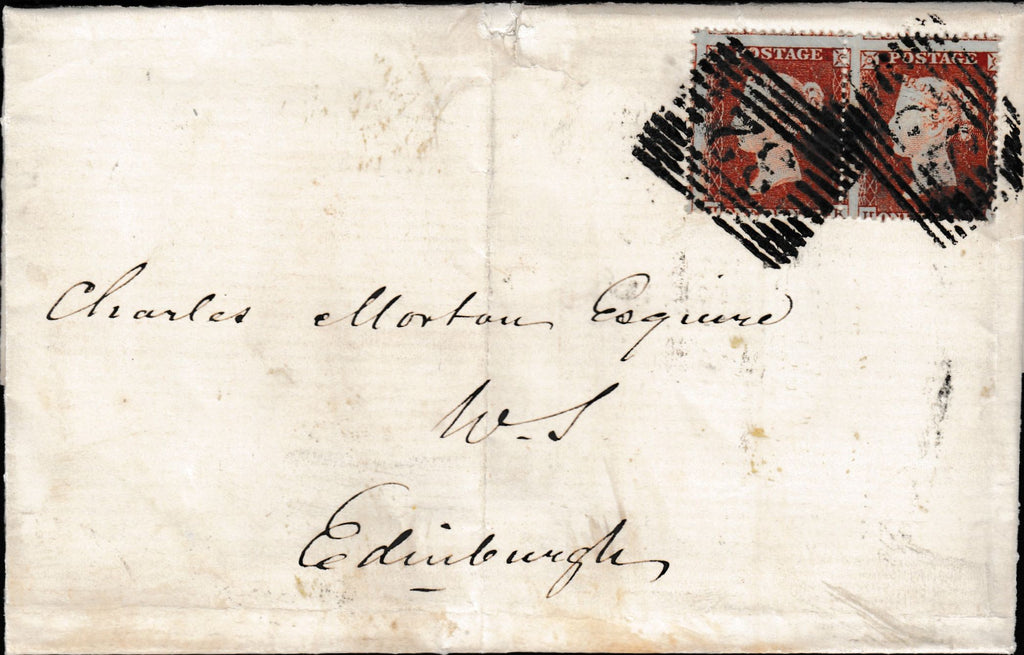 POSTAGE POSTAGE
Charles Morton Esquire
W.S
Edinburgh